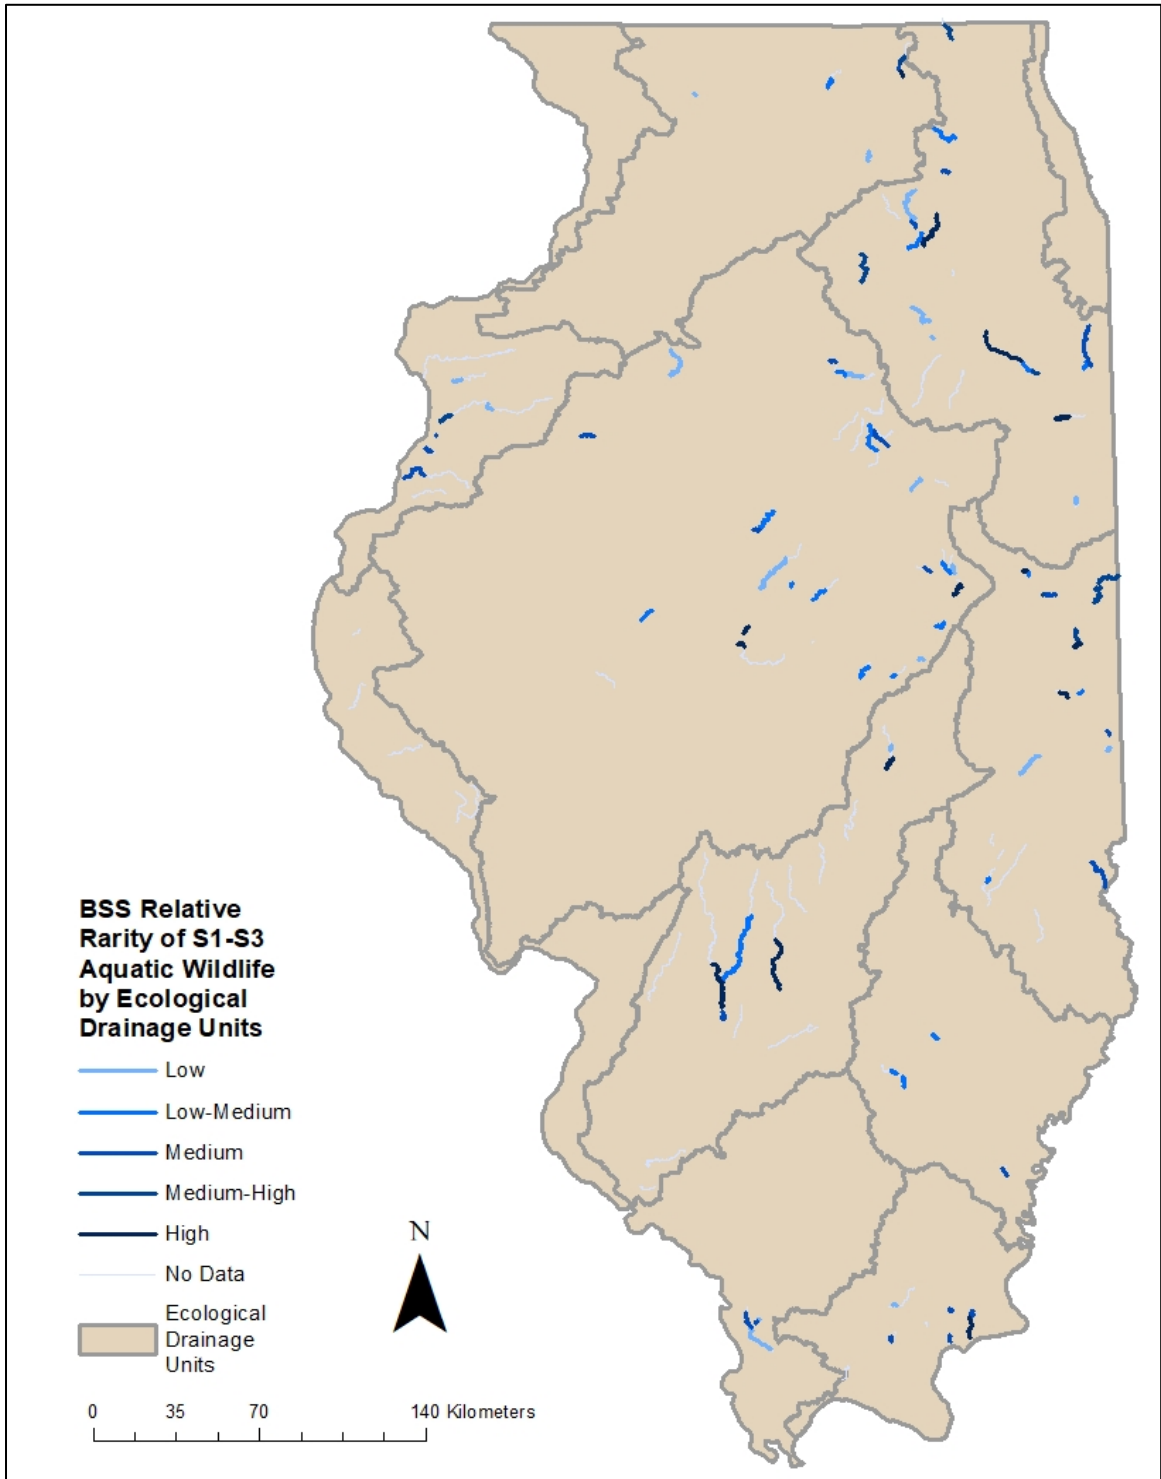 BSS Relative
Rarity of S1-S3
Aquatic Wildlife
by Ecological
Drainage Units
Low
Low-Medium
Medium
Medium-High
High
No Data
Ecological
Drainage
Units
N
0 35 70 140 Kilometers